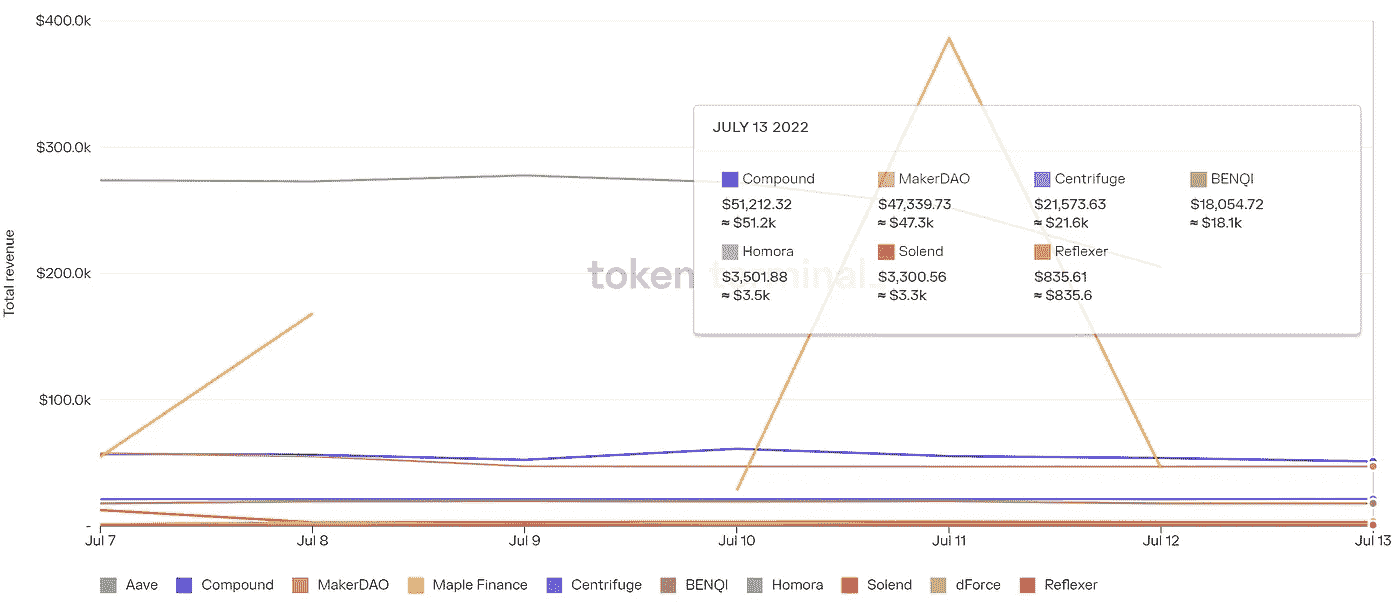 $400.0k
$300.0k
$200.0k
$100.0k
-
Total revenue
token terminal.
JULY 13 2022
Compound MakerDAO Centrifuge BENQI
$51,212.32 $47,339.73 $21,573.63 $18,054.72
≈ $51.2k ≈ $47.3k ≈ $21.6k ≈ $18.1k
Homora Solend Reflexer
$3,501.88 $3,300.56 $835.61
≈ $3.5k ≈ $3.3k ≈ $835.6
Jul 7 Jul 8 Jul 9 Jul 10 Jul 11 Jul 12 Jul 13
Aave Compound MakerDAO Maple Finance Centrifuge BENQI Homora Solend dForce Reflexer